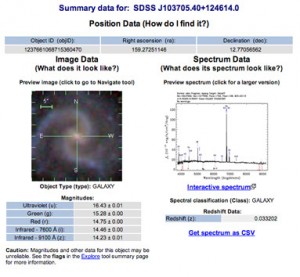 Summary data for: SDSS J103705.40+124614.0
Position Data (How do I find it?)
Object ID (objID):
Right ascension (ra):
Declination (dec):
159.27251148
12.77056562
Image Data
(What does it look like?)
Preview image (click to go to Navigate tool)
N
E
W
S
Object Type (type): GALAXY
Magnitudes:
Ultraviolet (u):
16.43 ± 0.01
Green (g):
15.28 ± 0.00
Red (r):
14.75 ± 0.00
Infrared - 7600 Å (i):
14.46 ± 0.00
Infrared - 9100 Å (z):
14.23 ± 0.01
Caution: Magnitudes and other data for this object may be
unreliable. See the flags in the Explore tool summary page
for more information.
Spectrum Data
(What does its spectrum look like?)
Preview spectrum (click for a larger version)
Interactive spectrum
Spectral classification (Class): GALAXY
Redshift Data:
Redshift (z):
0.033202
Get spectrum as CSV